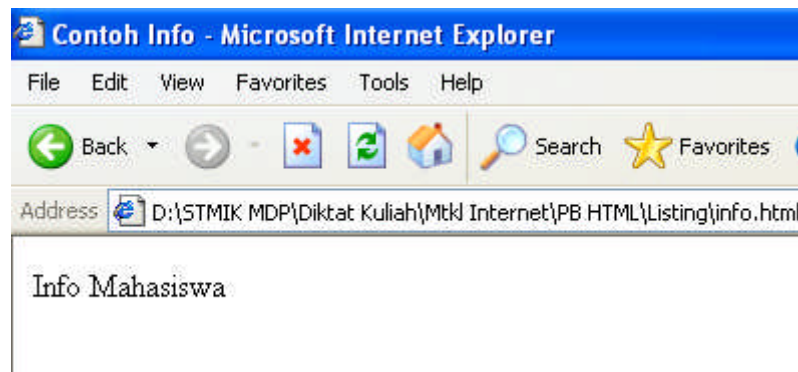 Contoh Info - Microsoft Internet Explorer
File Edit View Favorites Tools Help
Back Search Favorites
Address D:\STMIK MDP\Diktat Kuliah\Mtkl Internet\PB HTML\Listing\info.html
Info Mahasiswa